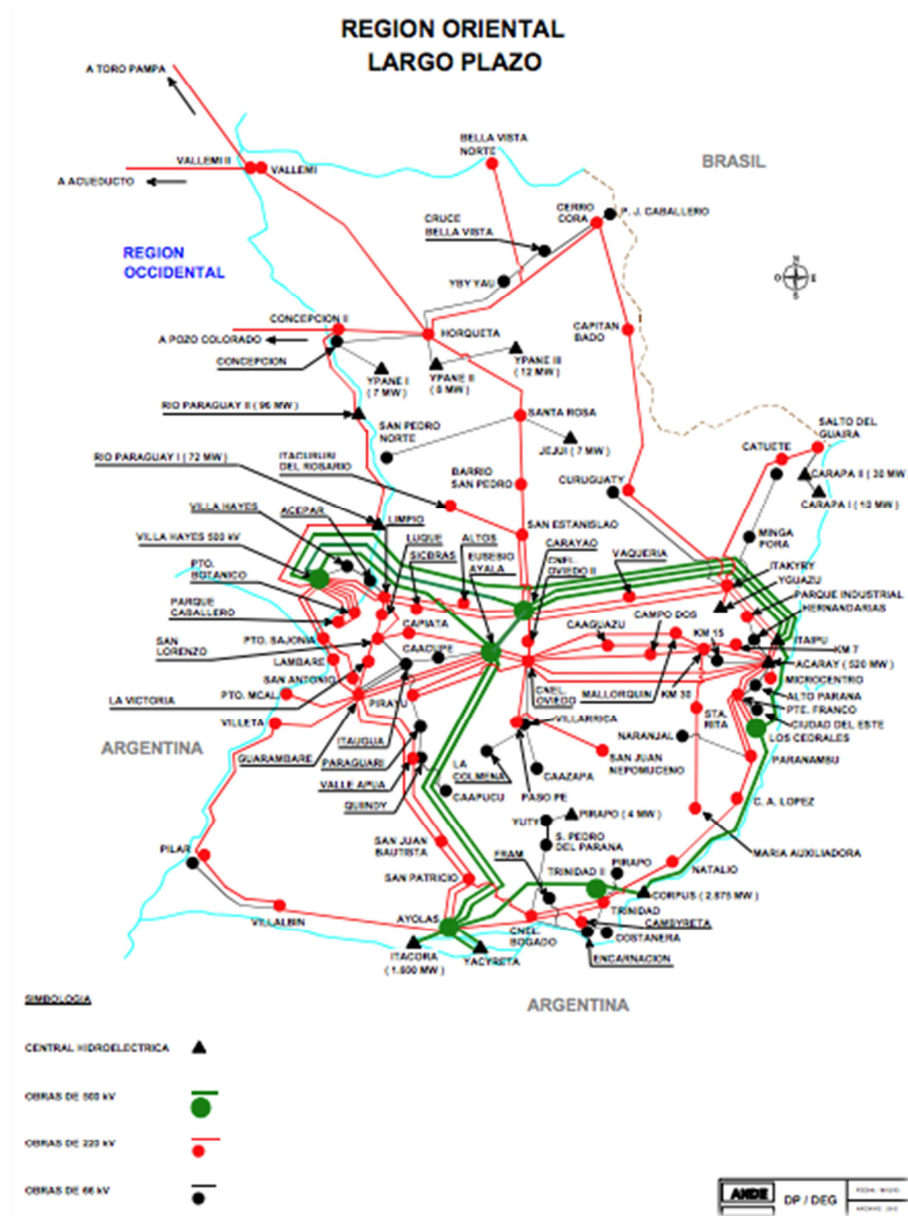 REGION ORIENTAL
LARGO PLAZO
A TORO PAMPA
BELLA VISTA
NORTE
BRASIL
VALLEMI II
VALLEMI
A ACUEDUCTO
CERRO
CORA
P. J. CABALLERO
CRUCE
BELLA VISTA
REGION
OCCIDENTAL
N
O
E
S
YBY YAU
CONCEPCION II
HORQUETA
CAPITAN
BADO
A POZO COLORADO
CONCEPCION
YPANE I
( 7 MW )
YPANE II
YPANE III
(12 MW)
RIO PARAGUAY II ( 96 MW )
SANTA ROSA
SAN PEDRO
NORTE
JEJUI ( 7 MW )
SALTO DEL
GUAIRA
CATUETE
RIO PARAGUAY I ( 72 MW )
DEL ROSARIO
BARRIO
SAN PEDRO
CURUGUATY
CARAPA II ( 30 MW )
VILLA HAYES
ACEPAR
LIMPIO
ALTOS
SAN ESTANISLAO
MINGA
PORA
VILLA HAYES 500 kV
LUQUE
SICBRAS
EUSEBIO
AYALA
CARAYAO
CNEL.
OVIEDO II
VAQUERIA
ITAKYRY
YGUAZU
PTO.
BOTANICO
PARQUE
CABALLERO
PARQUE INDUSTRIAL
HERNANDARIAS
CAPIATA
CAAGUAZU
CAMPO DOS
KM 15
ITAIPU
SAN
LORENZO
PTO. SAJONIA
CAACUPE
KM 7
LAMBARE
ACARAY ( 520 MW )
SAN ANTONIO
MICROCENTRO
LA VICTORIA
PTO. MCAL
PIRAYU
CNEL.
OVIEDO
MALLORQUIN
KM 30
ALTO PARANA
PTE. FRANCO
VILLETA
VILLARRICA
STA.
RITA
CIUDAD DEL ESTE
ITAUGUA
NARANJAL
LOS CEDRALES
ARGENTINA
GUARAMBARE
PARAGUARI
LA
COLMENA
SAN JUAN
NEPOMUCENO
PARANAMBU
VALLE APUA
CAAZAPA
QUIINDY
CAAPUCU
PASO PE
C. A. LOPEZ
PIRAPO ( 4 MW )
YUTY
SAN JUAN
BAUTISTA
S. PEDRO
DEL PARANA
MARIA AUXILIADORA
PILAR
FRAM
PIRAPO
NATALIO
SAN PATRICIO
TRINIDAD II
CORPUS ( 2.875 MW )
VILLALBIN
AYOLAS
CNEL.
BOGADO
TRINIDAD
CAMBYRETA
COSTANERA
ITACORA
YACYRETA
ENCARNACION
ARGENTINA
SIMBOLOGIA
CENTRAL HIDROELECTRICA
OBRAS DE 500 kV
OBRAS DE 220 kV
OBRAS DE 66 kV
ANDE
DP / DEG